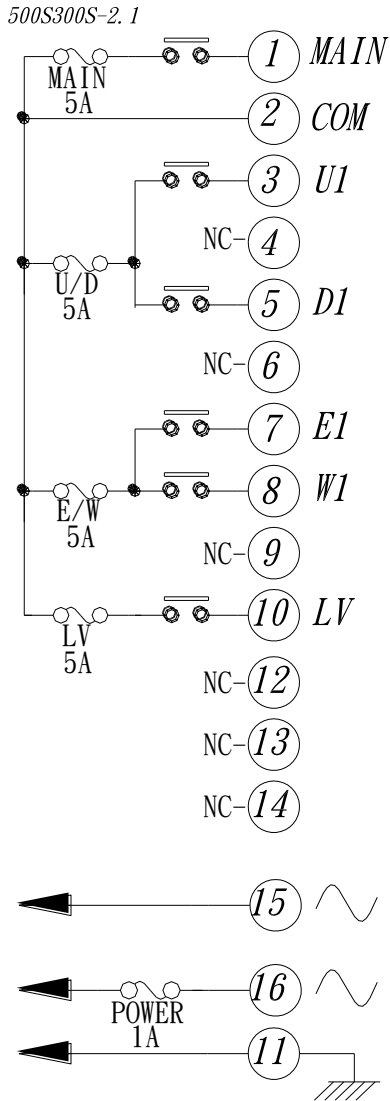 500S300S-2.1
1 MAIN
MAIN
5A
2 COM
3 U1
NC-4
U/D
5A
5 D1
NC-6
7 E1
8 W1
E/W
5A
NC-9
10 LV
LV
5A
NC-12
NC-13
NC-14
15
16
POWER
1A
11